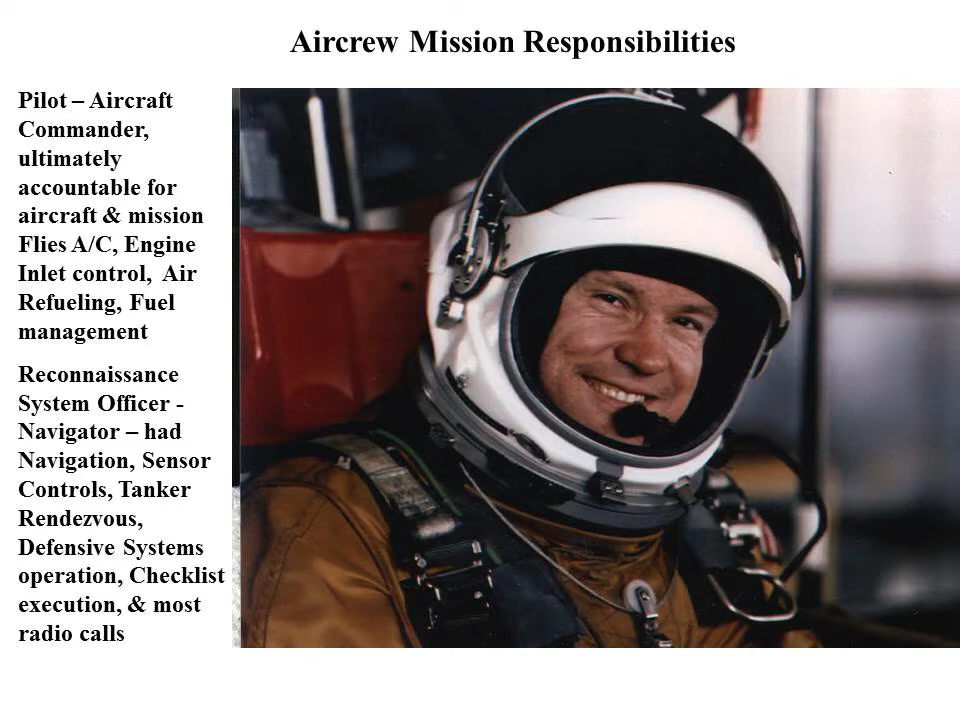 Aircrew Mission Responsibilities
Pilot – Aircraft
Commander,
ultimately
accountable for
aircraft & mission
Flies A/C, Engine
Inlet control, Air
Refueling, Fuel
management
Reconnaissance
System Officer -
Navigator – had
Navigation, Sensor
Controls, Tanker
Rendezvous,
Defensive Systems
operation, Checklist
execution, & most
radio calls